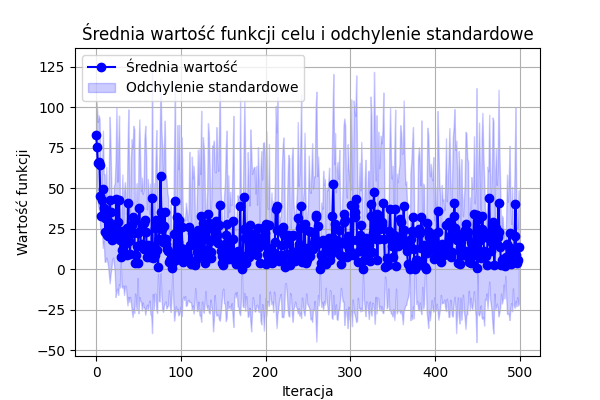 Średnia wartość funkcji celu i odchylenie standardowe
Średnia wartość
Odchylenie standardowe
125
100
75
50
25
0
−25
−50
Wartość funkcji
0 100 200 300 400 500
Iteracja